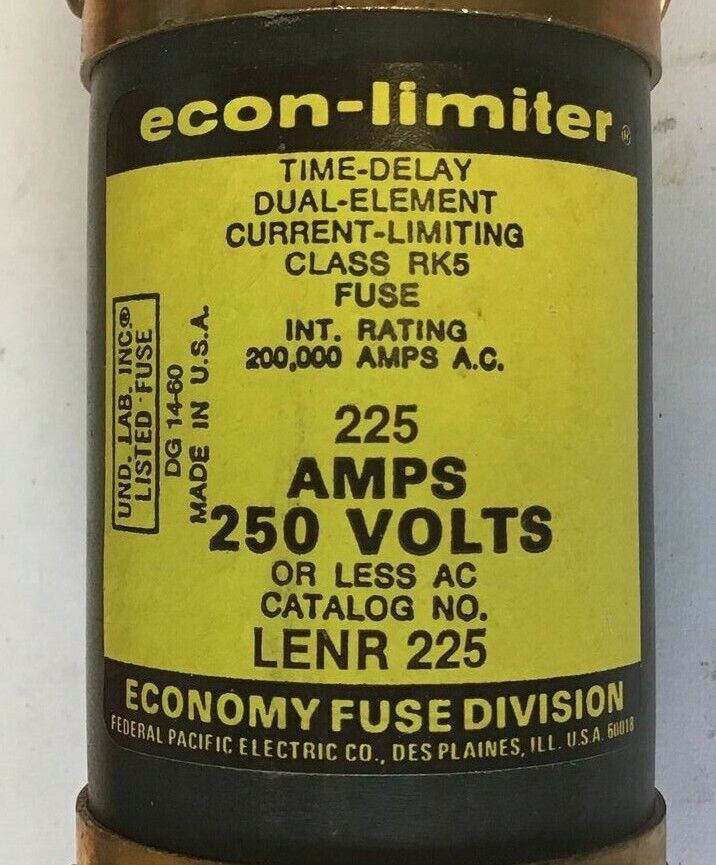 econ-limiter®
TIME-DELAY
DUAL-ELEMENT
CURRENT-LIMITING
CLASS RK5
FUSE
INT. RATING
200,000 AMPS A.C.
UND. LAB. INC.®
LISTED FUSE
DG 14-60
MADE IN U.S.A.
225
AMPS
250 VOLTS
OR LESS AC
CATALOG NO.
LENR 225
ECONOMY FUSE DIVISION
FEDERAL PACIFIC ELECTRIC CO., DES PLAINES, ILL. U.S.A. 60018